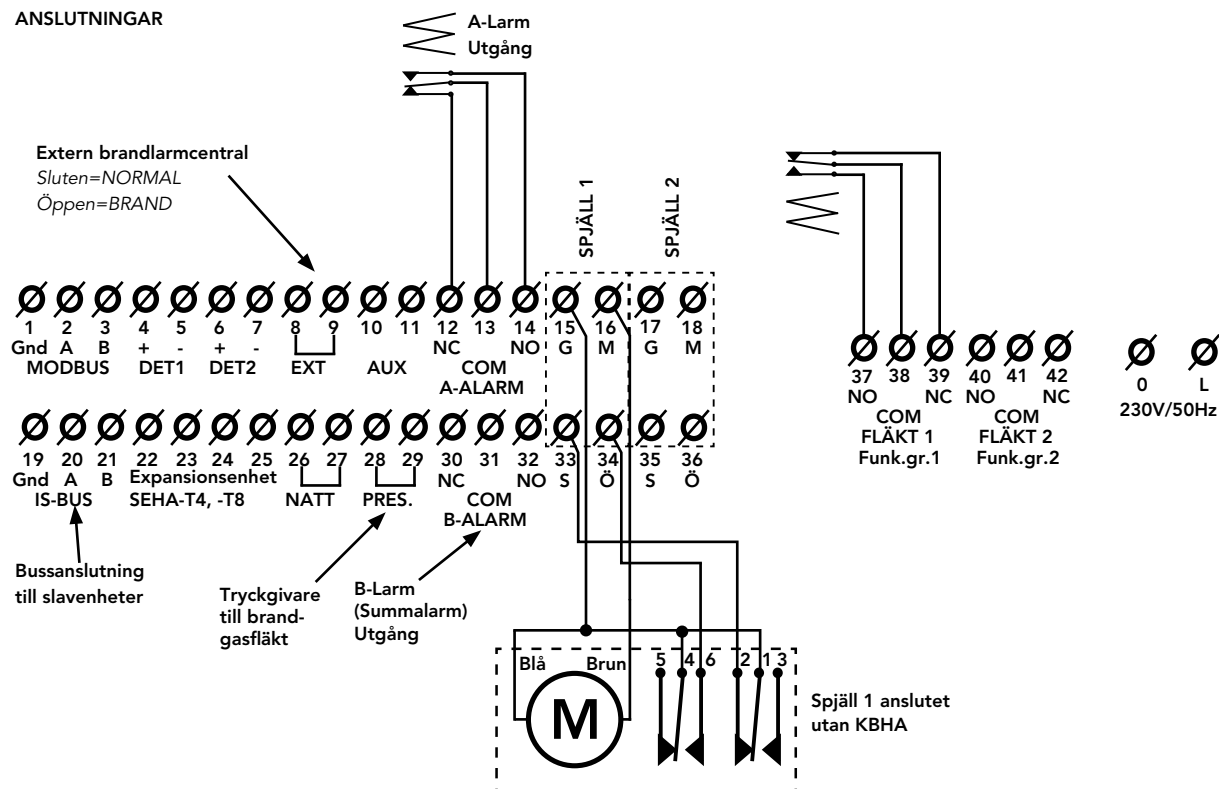 ANSLUTNINGAR
A-Larm
Utgång
Extern brandlarmcentral
Sluten=NORMAL
Öppen=BRAND
SPJÄLL 1
SPJÄLL 2
1 2 3 4 5 6 7 8 9 10 11 12 13 14 15 16 17 18
Gnd A B + - + - NC NO G M G M
MODBUS DET1 DET2 EXT AUX COM
A-ALARM
19 20 21 22 23 24 25 26 27 28 29 30 31 32 33 34 35 36
Gnd A B Expansionsenhet NC NO S Ö S Ö
IS-BUS SEHA-T4, -T8 NATT PRES. COM
B-ALARM
37 38 39 40 41 42
NO NC NO NC
COM COM
FLÄKT 1 FLÄKT 2
Funk.gr.1 Funk.gr.2
0 L
230V/50Hz
Bussanslutning
till slavenheter
Tryckgivare
till brand-
gasfläkt
B-Larm
(Summalarm)
Utgång
Blå Brun 5 4 6 2 1 3
M
Spjäll 1 anslutet
utan KBHA